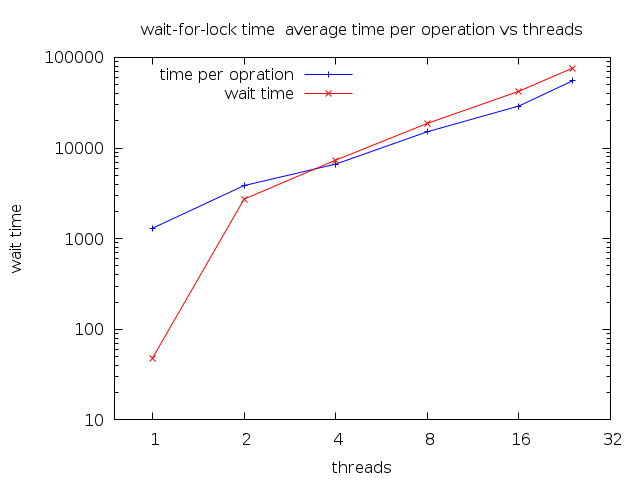 wait-for-lock time  average time per operation vs threads
100000
10000
1000
100
10
time per opration
wait time
wait time
1 2 4 8 16 32
threads